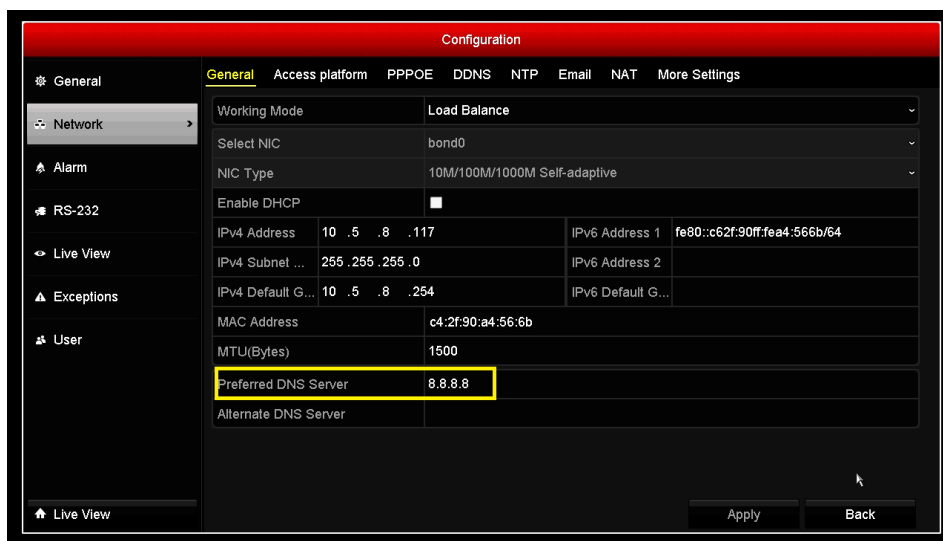 Configuration
General
Network
Alarm
RS-232
Live View
Exceptions
User
Live View
General Access platform PPPOE DDNS NTP Email NAT More Settings
Working Mode Load Balance
Select NIC bond0
NIC Type 10M/100M/1000M Self-adaptive
Enable DHCP
IPv4 Address 10 .5 .8 .117 IPv6 Address 1 fe80::c62f:90ff:fea4:566b/64
IPv4 Subnet ... 255.255.255.0 IPv6 Address 2
IPv4 Default G... 10 .5 .8 .254 IPv6 Default G...
MAC Address c4:2f:90:a4:56:6b
MTU(Bytes) 1500
Preferred DNS Server 8.8.8.8
Alternate DNS Server
Apply Back